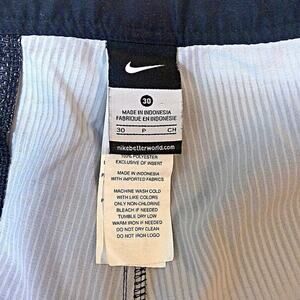 30
MADE IN INDONESIA
FABRIQUE EN INDONESIE
30 P CH
nikebetterworld.com
100% POLYESTER
EXCLUSIVE OF INSERT
MADE IN INDONESIA
WITH IMPORTED FABRICS
MACHINE WASH COLD
WITH LIKE COLORS
ONLY NON-CHLORINE
BLEACH IF NEEDED
TUMBLE DRY LOW
WARM IRON IF NEEDED
DO NOT DRY CLEAN
DO NOT IRON LOGO